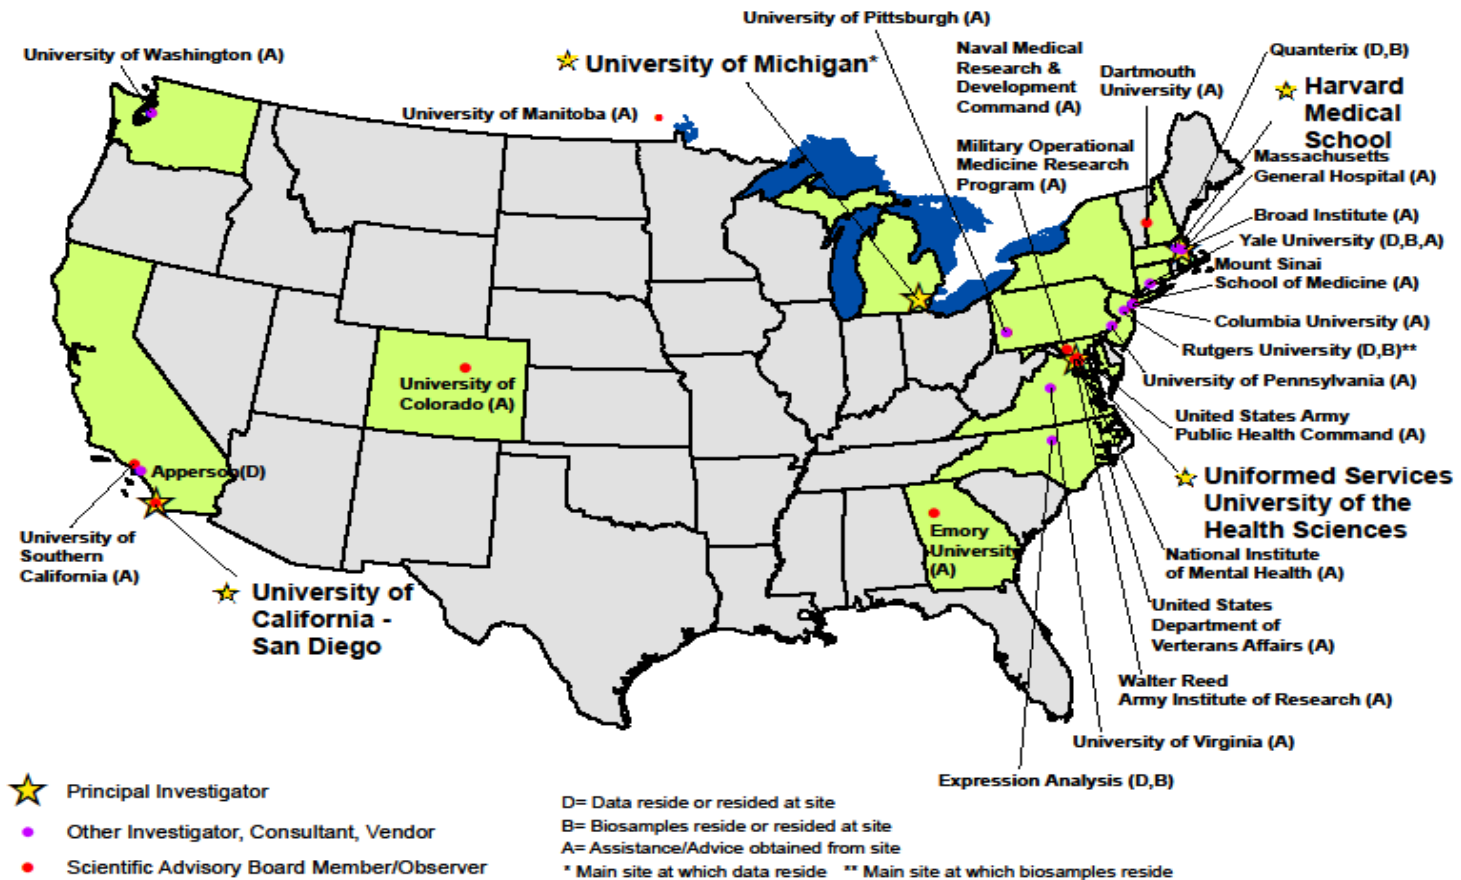 University of Pittsburgh (A)
University of Washington (A)
University of Michigan*
Naval Medical
Research &
Development
Command (A)
Dartmouth
University (A)
Quanterix (D,B)
Harvard
Medical
School
University of Manitoba (A)
Military Operational
Medicine Research
Program (A)
Massachusetts
General Hospital (A)
Broad Institute (A)
Yale University (D,B,A)
Mount Sinai
School of Medicine (A)
Columbia University (A)
Rutgers University (D,B)**
University of Pennsylvania (A)
University of
Colorado (A)
United States Army
Public Health Command (A)
Apperson(D)
Uniformed Services
University of the
Health Sciences
Emory
University
(A)
University of
Southern
California (A)
National Institute
of Mental Health (A)
University of
California -
San Diego
United States
Department of
Verterans Affairs (A)
Walter Reed
Army Institute of Research (A)
University of Virginia (A)
Expression Analysis (D,B)
Principal Investigator
Other Investigator, Consultant, Vendor
Scientific Advisory Board Member/Observer
D= Data reside or resided at site
B= Biosamples reside or resided at site
A= Assistance/Advice obtained from site
* Main site at which data reside ** Main site at which biosamples reside